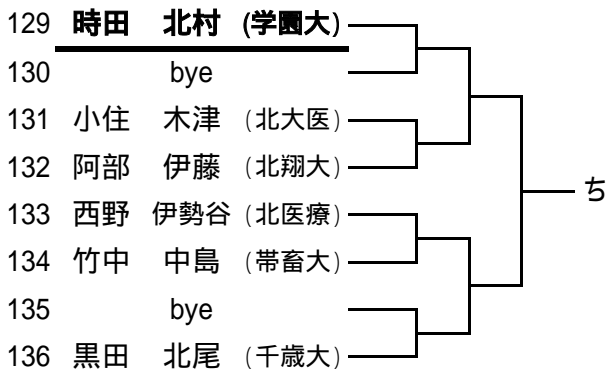 129 時田 北村 (学園大)
130 bye
131 小住 木津 (北大医)
132 阿部 伊藤 (北翔大)
133 西野 伊勢谷 (北医療)
134 竹中 中島 (帯畜大)
135 bye
136 黒田 北尾 (千歳大)
ち